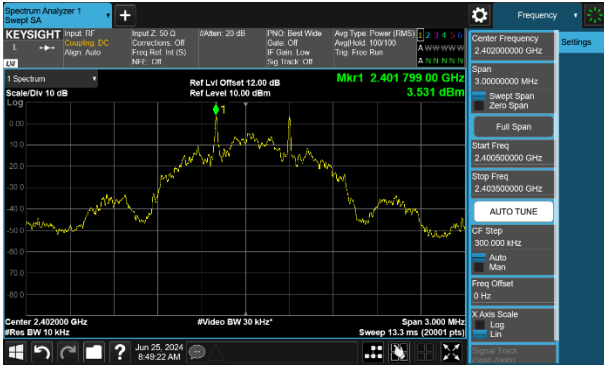 Spectrum Analyzer 1
Swept SA
+
Frequency
KEYSIGHT
L
LV
Input: RF
Coupling: DC
Align: Auto
Input Z: 50 Ω
Corrections: Off
Freq Ref: Int (S)
NFE: Off
#Atten: 20 dB
PNO: Best Wide
Gate: Off
IF Gain: Low
Sig Track: Off
Avg Type: Power (RMS)
Avg|Hold: 100/100
Trig: Free Run
1 2 3 4 5 6
A W W W W W
A N N N N N
1 Spectrum
Scale/Div 10 dB
Log
Ref Lvl Offset 12.00 dB
Ref Level 10.00 dBm
Mkr1 2.401 799 00 GHz
3.531 dBm
1
0.00
-10.0
-20.0
-30.0
-40.0
-50.0
-60.0
-70.0
-80.0
Center 2.402000 GHz
#Res BW 10 kHz
#Video BW 30 kHz*
Span 3.000 MHz
Sweep 13.3 ms (20001 pts)
Center Frequency
2.402000000 GHz
Settings
Span
3.00000000 MHz
Swept Span
Zero Span
Full Span
Start Freq
2.400500000 GHz
Stop Freq
2.403500000 GHz
AUTO TUNE
CF Step
300.000 kHz
Auto
Man
Freq Offset
0 Hz
X Axis Scale
Log
Lin
Signal Track
(Span Zoom)
?
Jun 25, 2024
8:49:22 AM